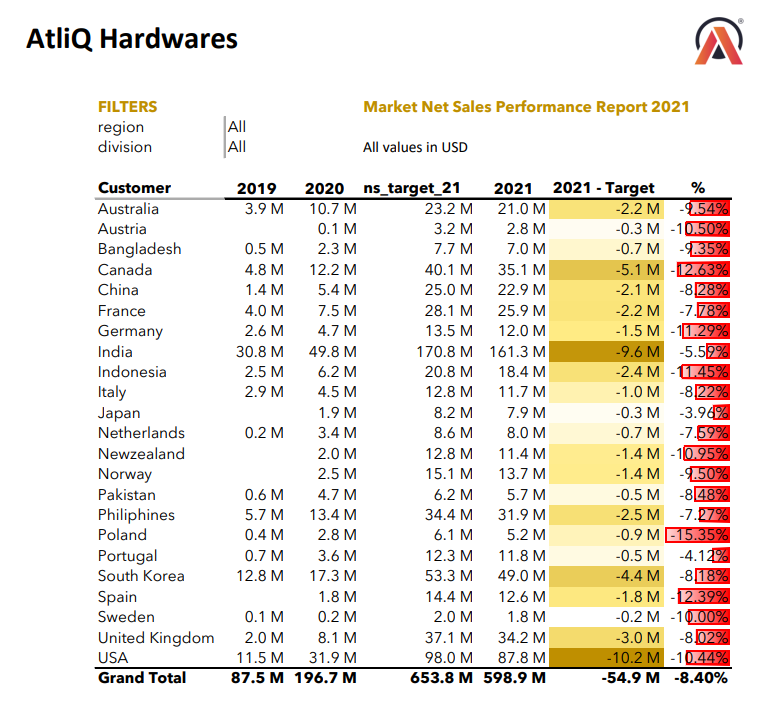 AtliQ Hardwares
®
FILTERS Market Net Sales Performance Report 2021
region All
division All All values in USD
Customer 2019 2020 ns_target_21 2021 2021 - Target %
Australia 3.9 M 10.7 M 23.2 M 21.0 M -2.2 M -9.54%
Austria 0.1 M 3.2 M 2.8 M -0.3 M -10.50%
Bangladesh 0.5 M 2.3 M 7.7 M 7.0 M -0.7 M -9.35%
Canada 4.8 M 12.2 M 40.1 M 35.1 M -5.1 M -12.63%
China 1.4 M 5.4 M 25.0 M 22.9 M -2.1 M -8.28%
France 4.0 M 7.5 M 28.1 M 25.9 M -2.2 M -7.78%
Germany 2.6 M 4.7 M 13.5 M 12.0 M -1.5 M -11.29%
India 30.8 M 49.8 M 170.8 M 161.3 M -9.6 M -5.59%
Indonesia 2.5 M 6.2 M 20.8 M 18.4 M -2.4 M -11.45%
Italy 2.9 M 4.5 M 12.8 M 11.7 M -1.0 M -8.22%
Japan 1.9 M 8.2 M 7.9 M -0.3 M -3.96%
Netherlands 0.2 M 3.4 M 8.6 M 8.0 M -0.7 M -7.59%
Newzealand 2.0 M 12.8 M 11.4 M -1.4 M -10.95%
Norway 2.5 M 15.1 M 13.7 M -1.4 M -9.50%
Pakistan 0.6 M 4.7 M 6.2 M 5.7 M -0.5 M -8.48%
Philiphines 5.7 M 13.4 M 34.4 M 31.9 M -2.5 M -7.27%
Poland 0.4 M 2.8 M 6.1 M 5.2 M -0.9 M -15.35%
Portugal 0.7 M 3.6 M 12.3 M 11.8 M -0.5 M -4.12%
South Korea 12.8 M 17.3 M 53.3 M 49.0 M -4.4 M -8.18%
Spain 1.8 M 14.4 M 12.6 M -1.8 M -12.39%
Sweden 0.1 M 0.2 M 2.0 M 1.8 M -0.2 M -10.00%
United Kingdom 2.0 M 8.1 M 37.1 M 34.2 M -3.0 M -8.02%
USA 11.5 M 31.9 M 98.0 M 87.8 M -10.2 M -10.44%
Grand Total 87.5 M 196.7 M 653.8 M 598.9 M -54.9 M -8.40%